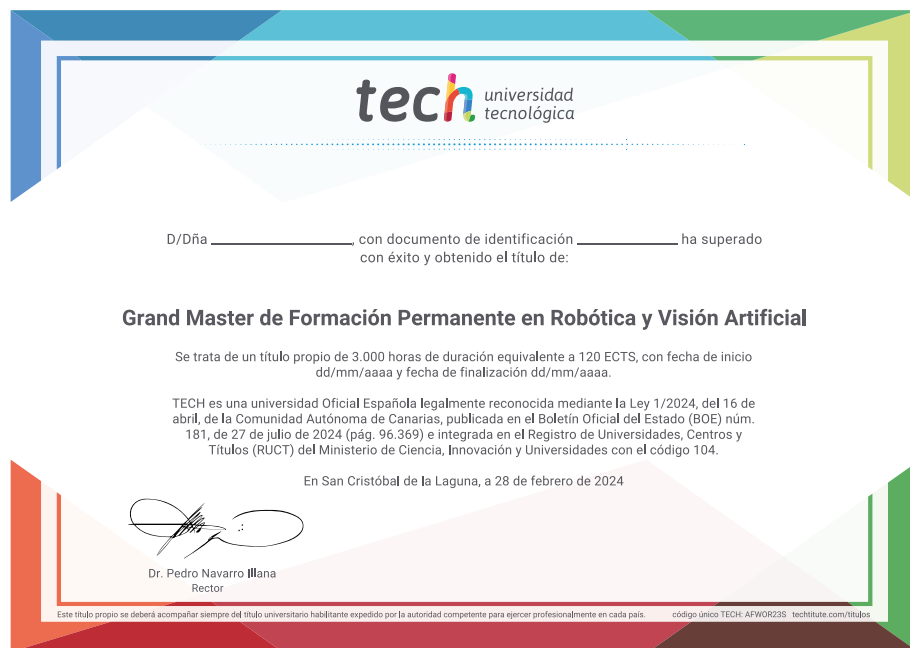 tech universidad
tecnológica
D/Dña ____________________, con documento de identificación ______________ ha superado
con éxito y obtenido el título de:
Grand Master de Formación Permanente en Robótica y Visión Artificial
Se trata de un título propio de 3.000 horas de duración equivalente a 120 ECTS, con fecha de inicio
dd/mm/aaaa y fecha de finalización dd/mm/aaaa.
TECH es una universidad Oficial Española legalmente reconocida mediante la Ley 1/2024, del 16 de
abril, de la Comunidad Autónoma de Canarias, publicada en el Boletín Oficial del Estado (BOE) núm.
181, de 27 de julio de 2024 (pág. 96.369) e integrada en el Registro de Universidades, Centros y
Títulos (RUCT) del Ministerio de Ciencia, Innovación y Universidades con el código 104.
En San Cristóbal de la Laguna, a 28 de febrero de 2024
Dr. Pedro Navarro Illana
Rector
Este título propio se deberá acompañar siempre del título universitario habilitante expedido por la autoridad competente para ejercer profesionalmente en cada país. código único TECH: AFWOR23S techtitute.com/titulos